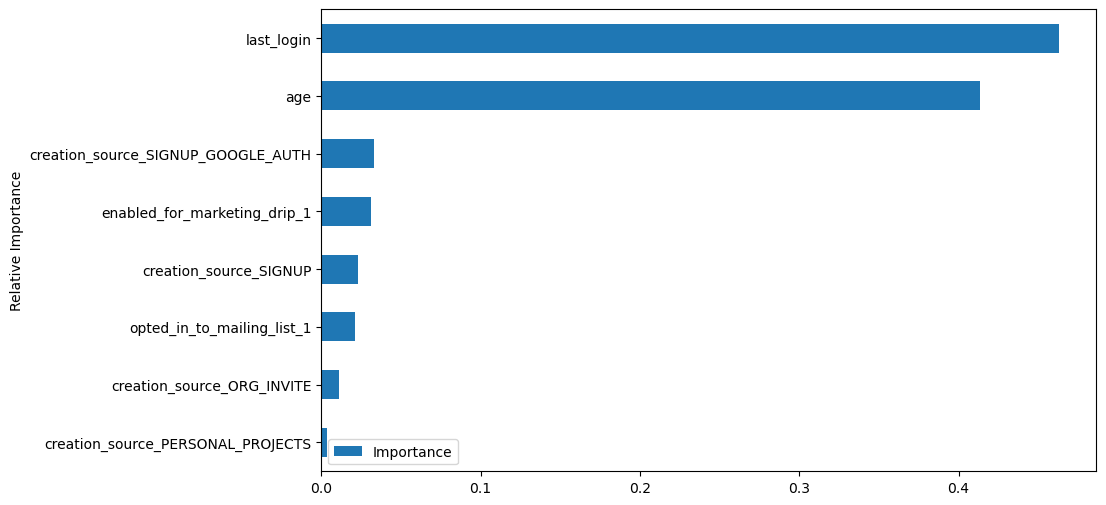 Relative Importance
last_login
age
creation_source_SIGNUP_GOOGLE_AUTH
enabled_for_marketing_drip_1
creation_source_SIGNUP
opted_in_to_mailing_list_1
creation_source_ORG_INVITE
creation_source_PERSONAL_PROJECTS
Importance
0.0 0.1 0.2 0.3 0.4